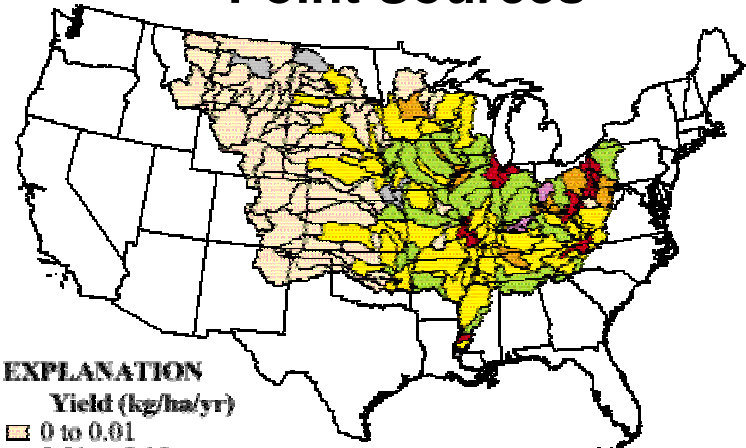 Point Sources
EXPLANATION
Yield (kg/ha/yr)
0 to 0.01